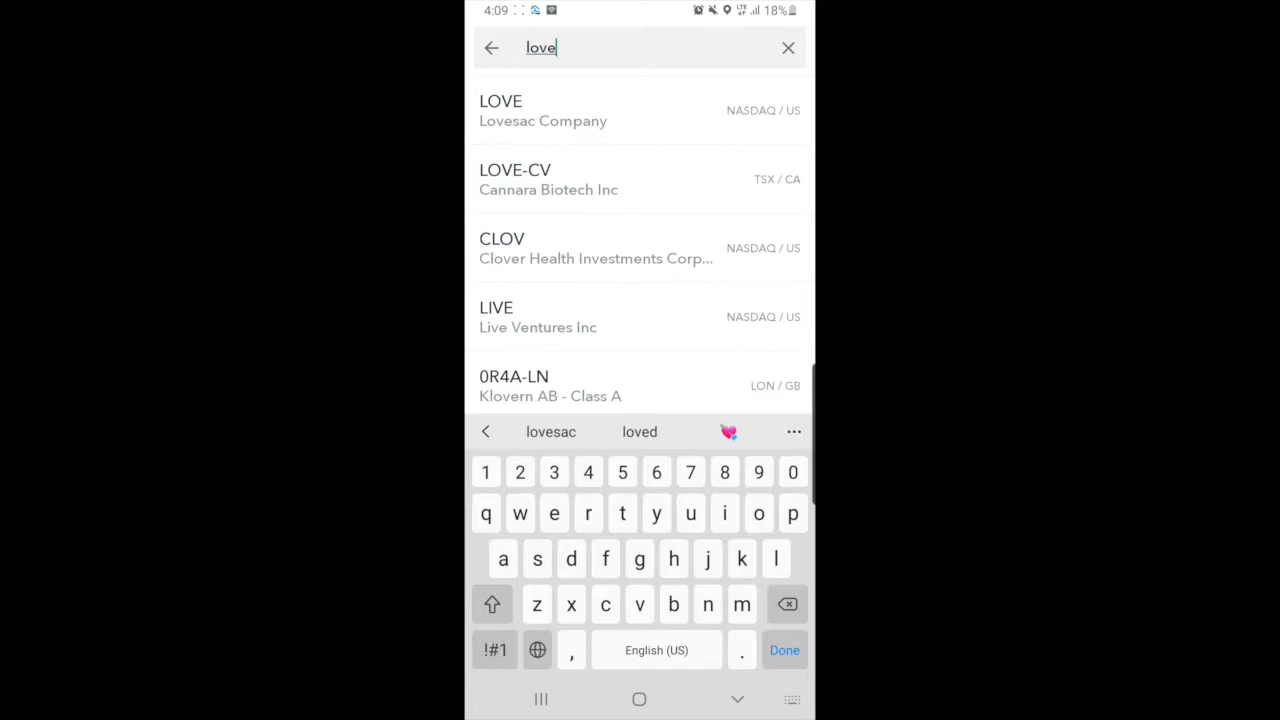 4:09 LTE 18%
love
LOVE
NASDAQ / US
Lovesac Company
LOVE-CV
TSX / CA
Cannara Biotech Inc
CLOV
NASDAQ / US
Clover Health Investments Corp...
LIVE
NASDAQ / US
Live Ventures Inc
0R4A-LN
LON / GB
Klovern AB - Class A
lovesac loved ...
1 2 3 4 5 6 7 8 9 0
q w e r t y u i o p
a s d f g h j k l
z x c v b n m
!#1 , English (US) . Done